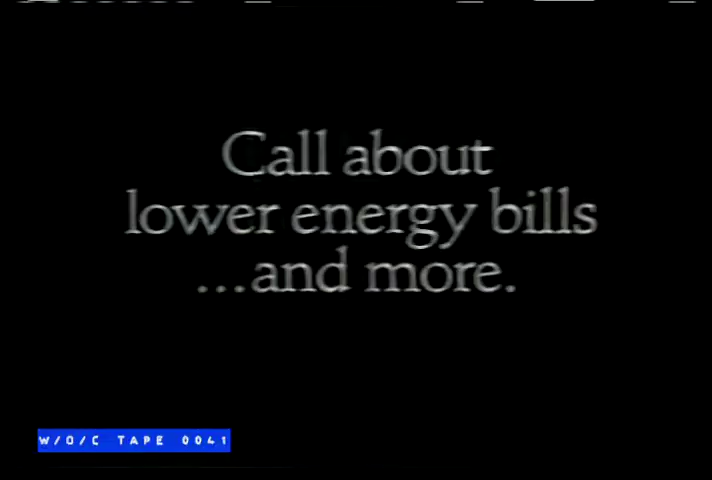 Call about
lower energy bills
...and more.
W/O/C TAPE 0041